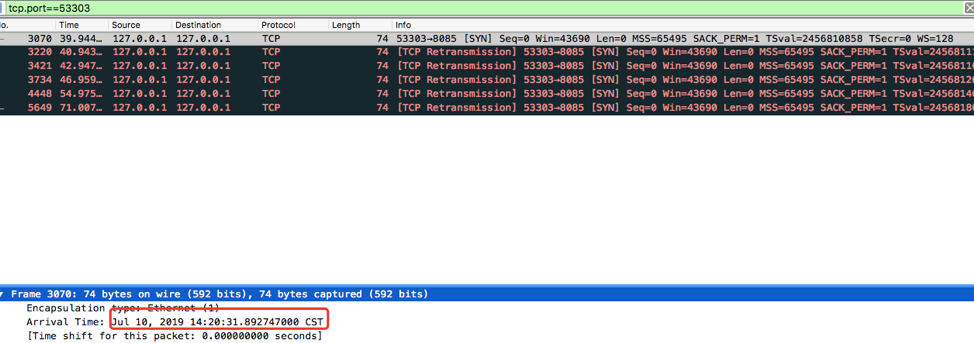 tcp.port==53303
No. Time Source Destination Protocol Length Info
3070 39.944… 127.0.0.1 127.0.0.1 TCP 74 53303→8085 [SYN] Seq=0 Win=43690 Len=0 MSS=65495 SACK_PERM=1 TSval=2456810858 TSecr=0 WS=128
3220 40.943… 127.0.0.1 127.0.0.1 TCP 74 [TCP Retransmission] 53303→8085 [SYN] Seq=0 Win=43690 Len=0 MSS=65495 SACK_PERM=1 TSval=2456811
3421 42.947… 127.0.0.1 127.0.0.1 TCP 74 [TCP Retransmission] 53303→8085 [SYN] Seq=0 Win=43690 Len=0 MSS=65495 SACK_PERM=1 TSval=2456811
3734 46.959… 127.0.0.1 127.0.0.1 TCP 74 [TCP Retransmission] 53303→8085 [SYN] Seq=0 Win=43690 Len=0 MSS=65495 SACK_PERM=1 TSval=2456812
4448 54.975… 127.0.0.1 127.0.0.1 TCP 74 [TCP Retransmission] 53303→8085 [SYN] Seq=0 Win=43690 Len=0 MSS=65495 SACK_PERM=1 TSval=2456814
5649 71.007… 127.0.0.1 127.0.0.1 TCP 74 [TCP Retransmission] 53303→8085 [SYN] Seq=0 Win=43690 Len=0 MSS=65495 SACK_PERM=1 TSval=2456818
Frame 3070: 74 bytes on wire (592 bits), 74 bytes captured (592 bits)
Encapsulation type: Ethernet (1)
Arrival Time: Jul 10, 2019 14:20:31.892747000 CST
[Time shift for this packet: 0.000000000 seconds]